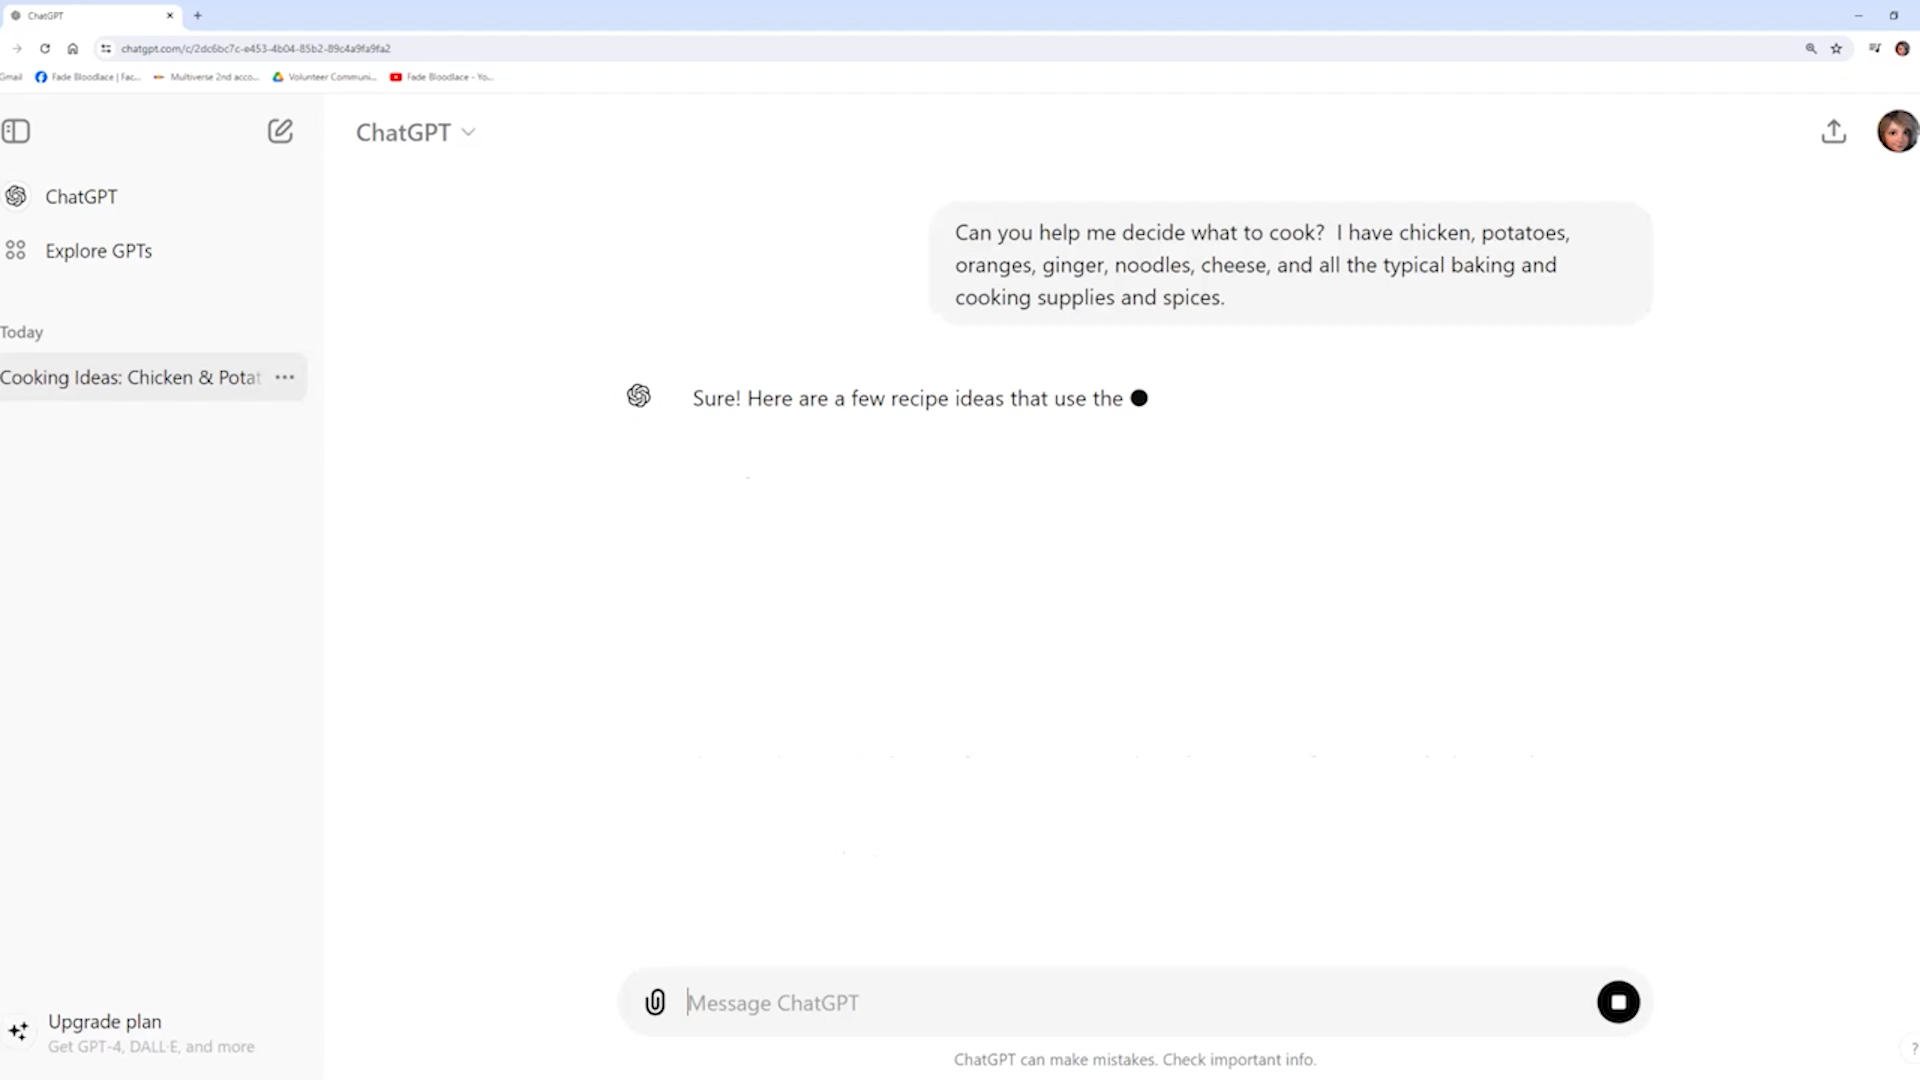 ChatGPT
chatgpt.com/c/2dc6bc7c-e453-4b04-85b2-89c4a9fa9fa2
Gmail Fade Bloodlace | Fac... Multiverse 2nd acco... Volunteer Communi... Fade Bloodlace - Yo...
ChatGPT
ChatGPT
Explore GPTs
Today
Cooking Ideas: Chicken & Potat
Can you help me decide what to cook?  I have chicken, potatoes,
oranges, ginger, noodles, cheese, and all the typical baking and
cooking supplies and spices.
Sure! Here are a few recipe ideas that use the
Message ChatGPT
Upgrade plan
Get GPT-4, DALL·E, and more
ChatGPT can make mistakes. Check important info.
?